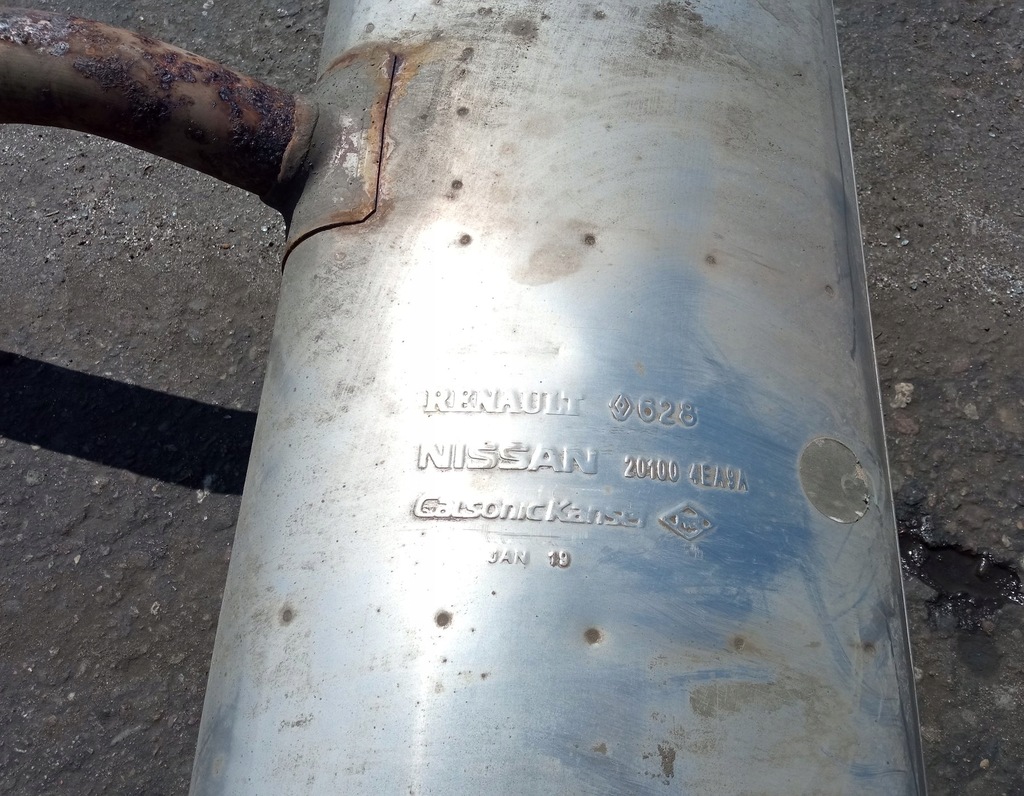 RENAULT 628
NISSAN 20100 4EA9A
CalsonicKansei
JAN 19